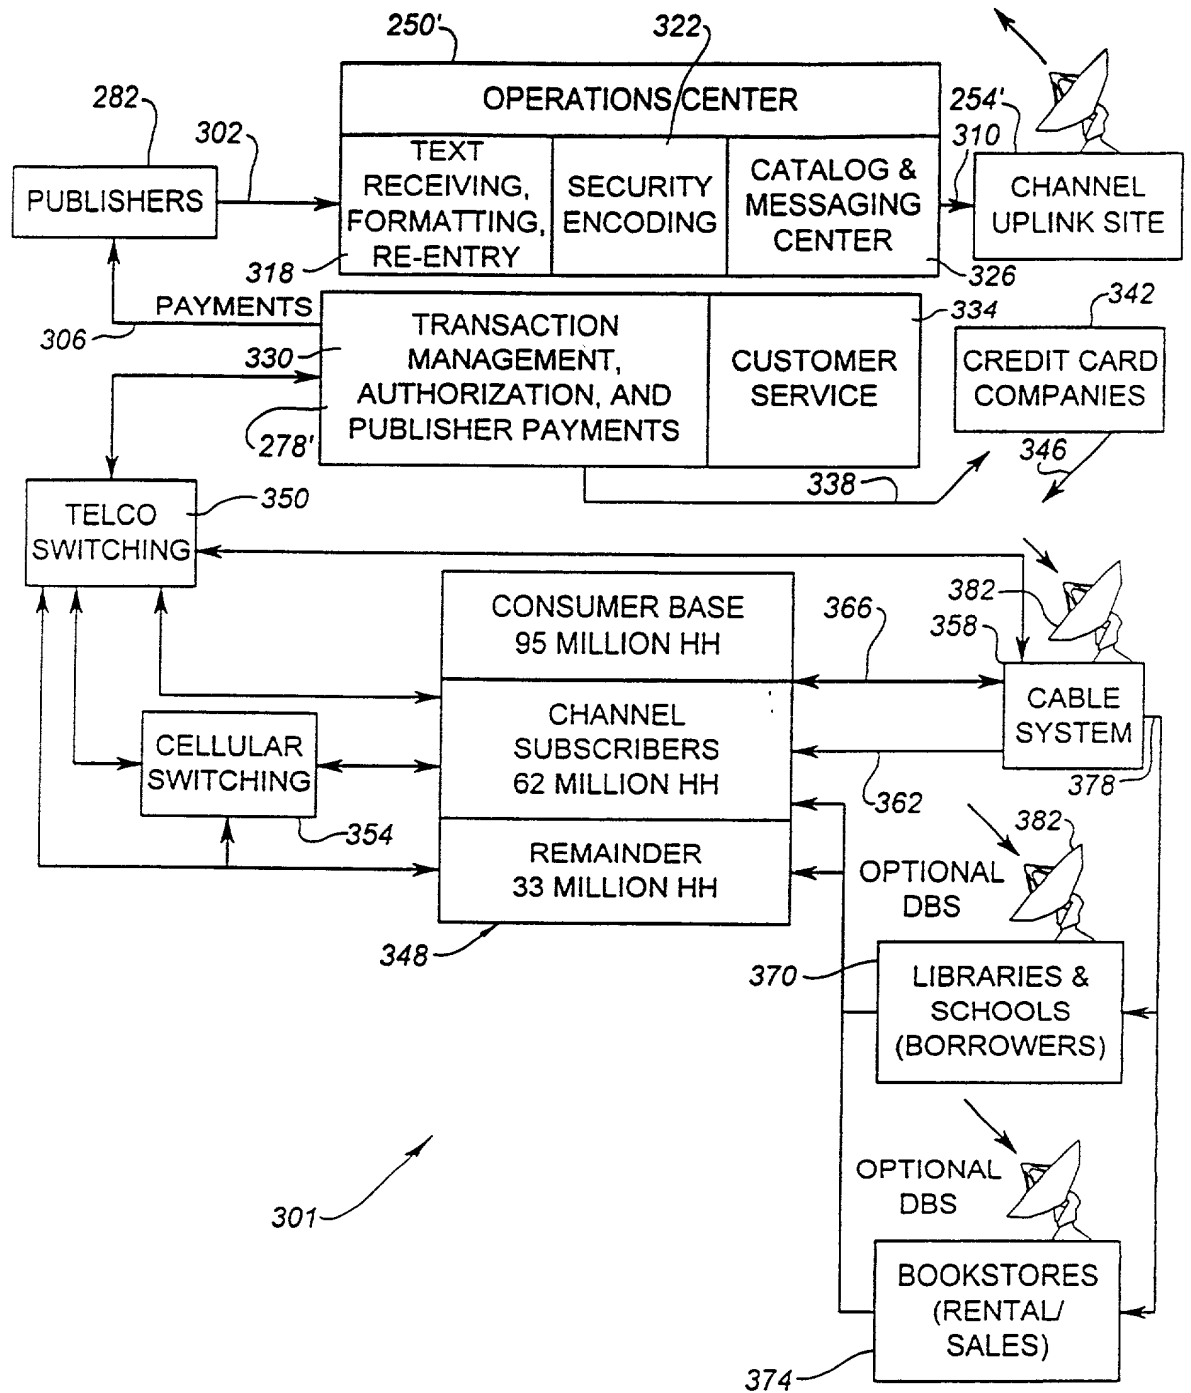 250'
322
282
302
OPERATIONS CENTER
254'
310
PUBLISHERS
TEXT
RECEIVING,
FORMATTING,
RE-ENTRY
318
SECURITY
ENCODING
CATALOG &
MESSAGING
CENTER
326
CHANNEL
UPLINK SITE
PAYMENTS
306
330
TRANSACTION
MANAGEMENT,
AUTHORIZATION, AND
PUBLISHER PAYMENTS
278'
334
CUSTOMER
SERVICE
342
CREDIT CARD
COMPANIES
346
338
350
TELCO
SWITCHING
CONSUMER BASE
95 MILLION HH
366
382
358
CABLE
SYSTEM
CHANNEL
SUBSCRIBERS
62 MILLION HH
CELLULAR
SWITCHING
354
362
378
382
REMAINDER
33 MILLION HH
348
OPTIONAL
DBS
370
LIBRARIES &
SCHOOLS
(BORROWERS)
301
OPTIONAL
DBS
BOOKSTORES
(RENTAL/
SALES)
374